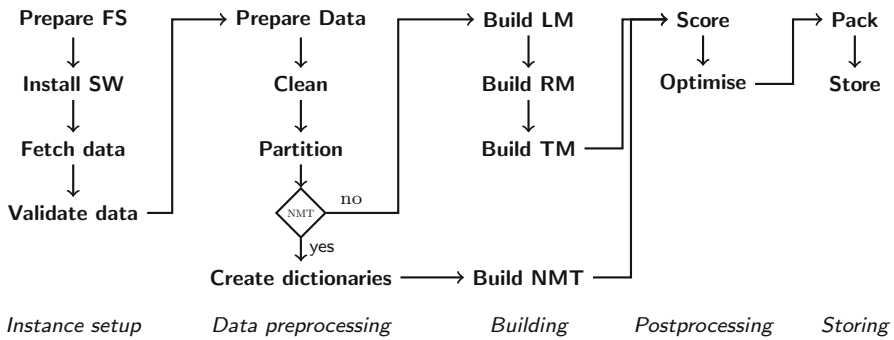 Prepare FS
Install SW
Fetch data
Validate data
Prepare Data
Clean
Partition
NMT
no
yes
Create dictionaries
Build LM
Build RM
Build TM
Build NMT
Score
Optimise
Pack
Store
Instance setup
Data preprocessing
Building
Postprocessing
Storing